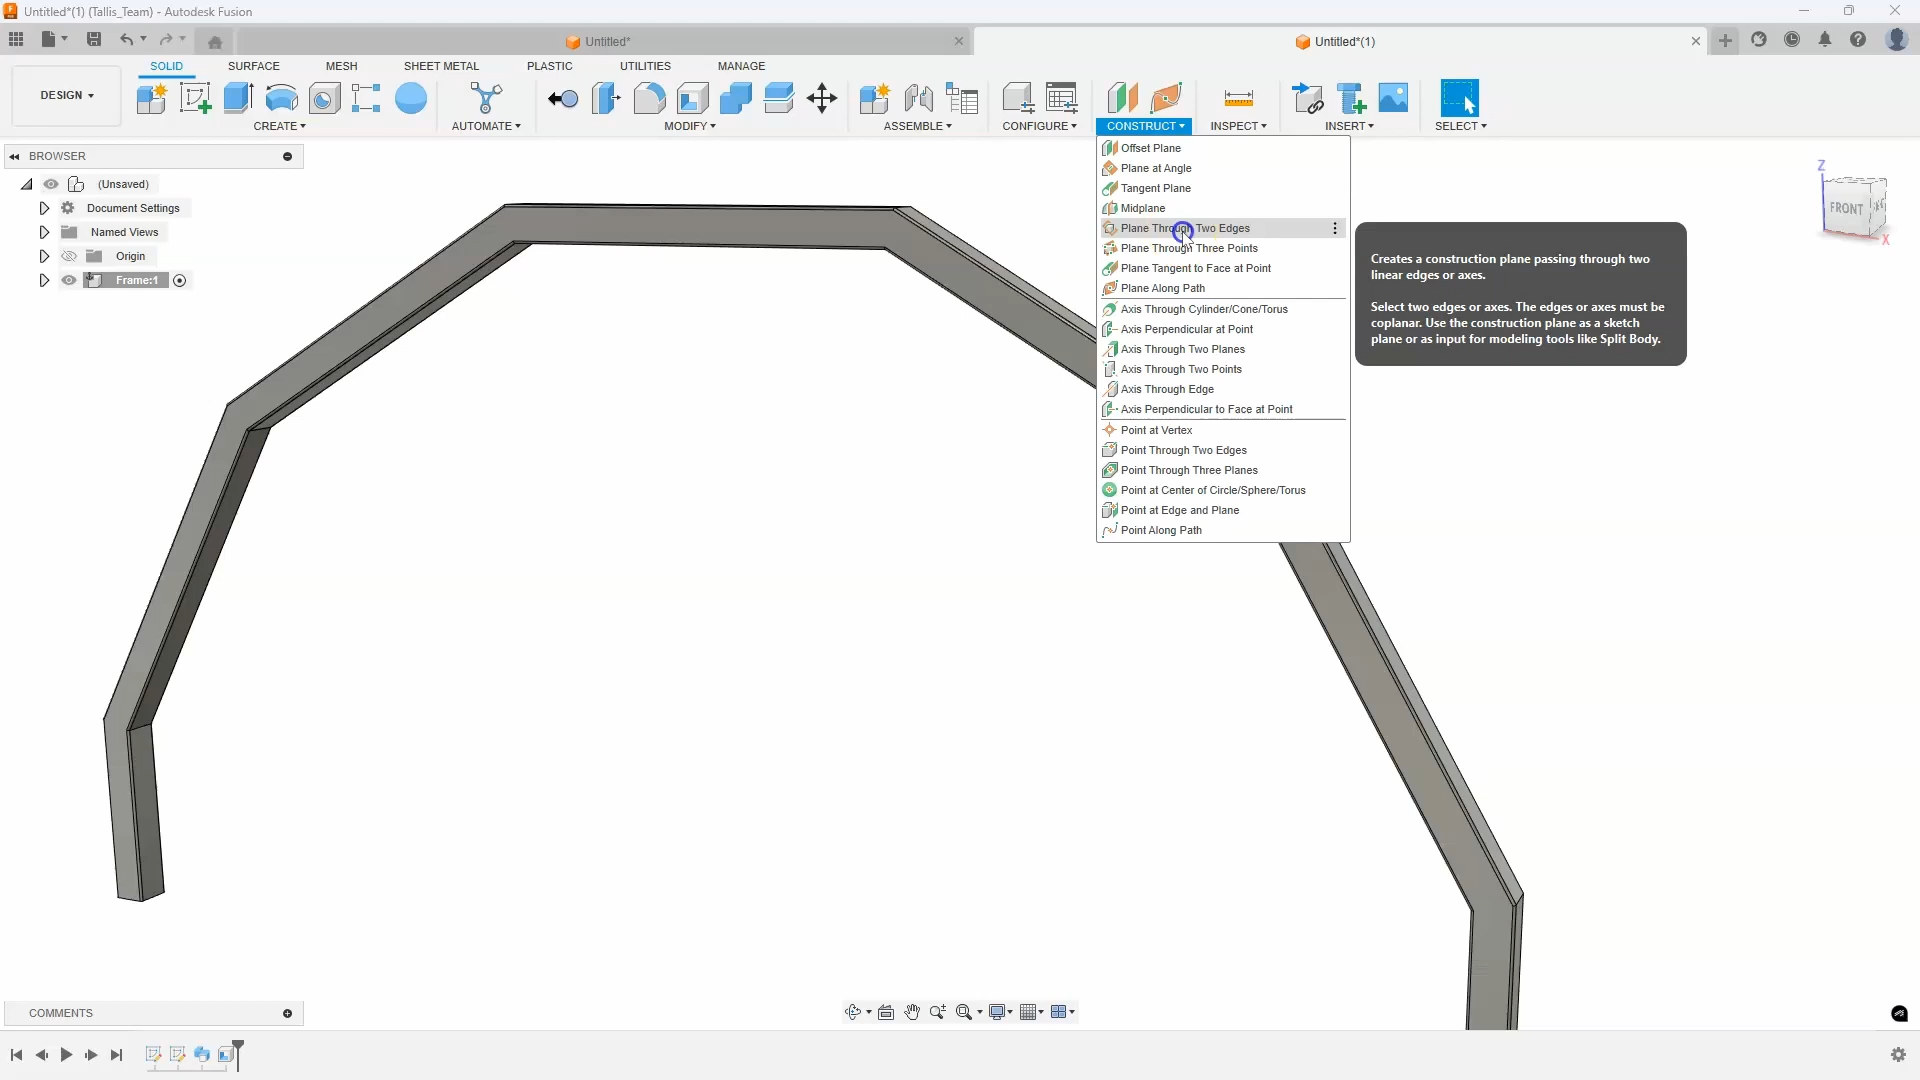 Untitled*(1) (Tallis_Team) - Autodesk Fusion
Untitled*
Untitled*(1)
SOLID
SURFACE
MESH
SHEET METAL
PLASTIC
UTILITIES
MANAGE
DESIGN
CREATE
AUTOMATE
MODIFY
ASSEMBLE
CONFIGURE
CONSTRUCT
INSPECT
INSERT
SELECT
BROWSER
(Unsaved)
Document Settings
Named Views
Origin
Frame:1
Offset Plane
Plane at Angle
Tangent Plane
Midplane
Plane Through Two Edges
Plane Through Three Points
Plane Tangent to Face at Point
Plane Along Path
Axis Through Cylinder/Cone/Torus
Axis Perpendicular at Point
Axis Through Two Planes
Axis Through Two Points
Axis Through Edge
Axis Perpendicular to Face at Point
Point at Vertex
Point Through Two Edges
Point Through Three Planes
Point at Center of Circle/Sphere/Torus
Point at Edge and Plane
Point Along Path
Creates a construction plane passing through two
linear edges or axes.
Select two edges or axes. The edges or axes must be
coplanar. Use the construction plane as a sketch
plane or as input for modeling tools like Split Body.
Z
FRONT
X
COMMENTS